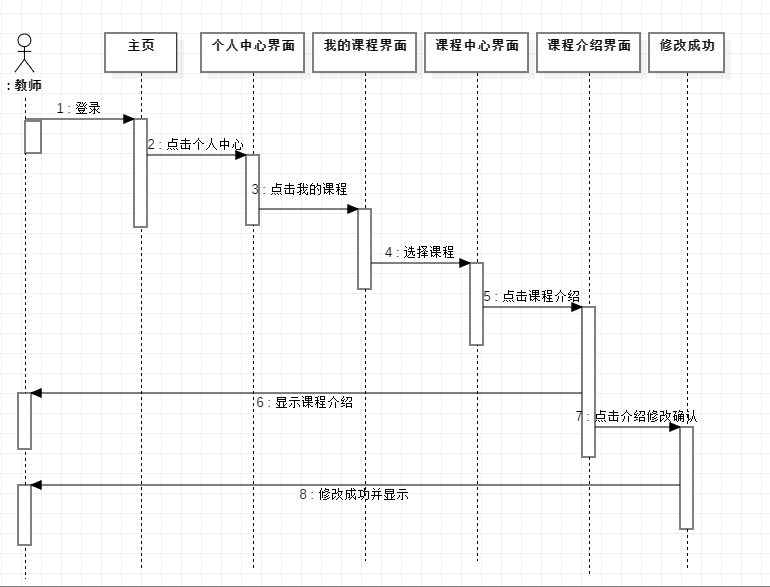 主页
个人中心界面
我的课程界面
课程中心界面
课程介绍界面
修改成功
: 教师
1 : 登录
2 : 点击个人中心
3 : 点击我的课程
4 : 选择课程
5 : 点击课程介绍
6 : 显示课程介绍
7 : 点击介绍修改确认
8 : 修改成功并显示